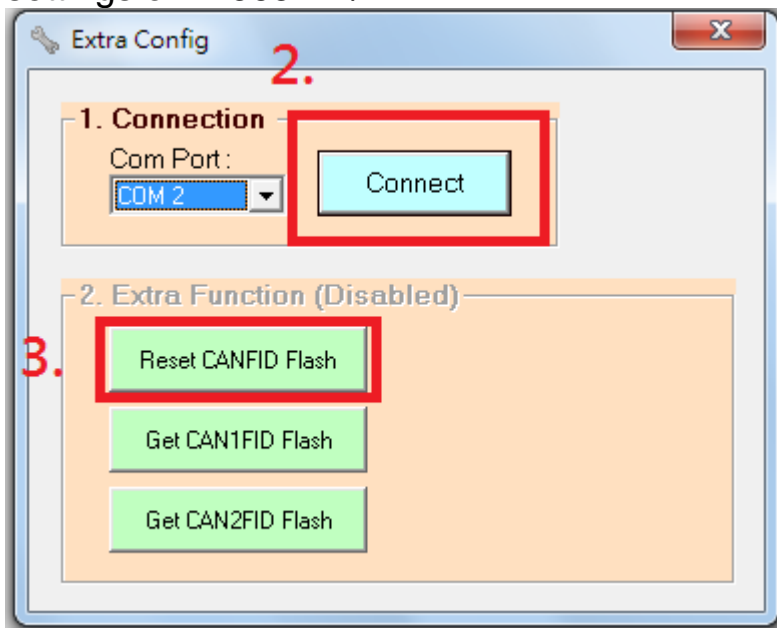 Extra Config
2.
1. Connection
Com Port :
COM 2
Connect
2. Extra Function (Disabled)
3.
Reset CANFID Flash
Get CAN1FID Flash
Get CAN2FID Flash